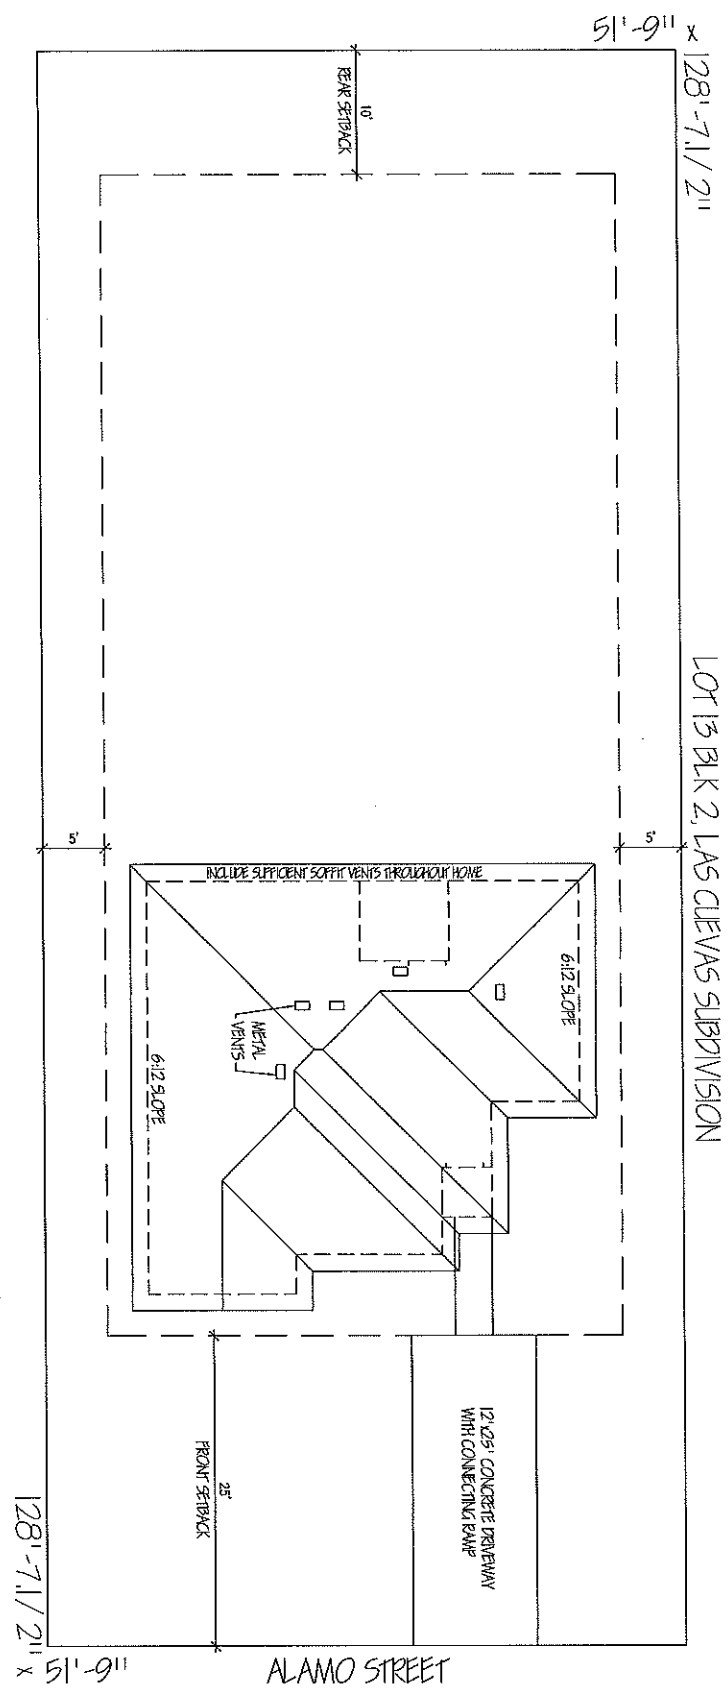 51'-9" x
128'-7.1/2"
10'
REAR SETBACK
LOT 13 BLK 2, LAS CUEVAS SUBDIVISION
5'
5'
INCLUDE SUFFICIENT SOFFIT VENTS THROUGHOUT HOME
6:12 SLOPE
METAL
VENTS
6:12 SLOPE
12'x25' CONCRETE DRIVEWAY
WITH CONNECTING RAMP
25'
FRONT SETBACK
128'-7.1/2" x
51'-9"
ALAMO STREET